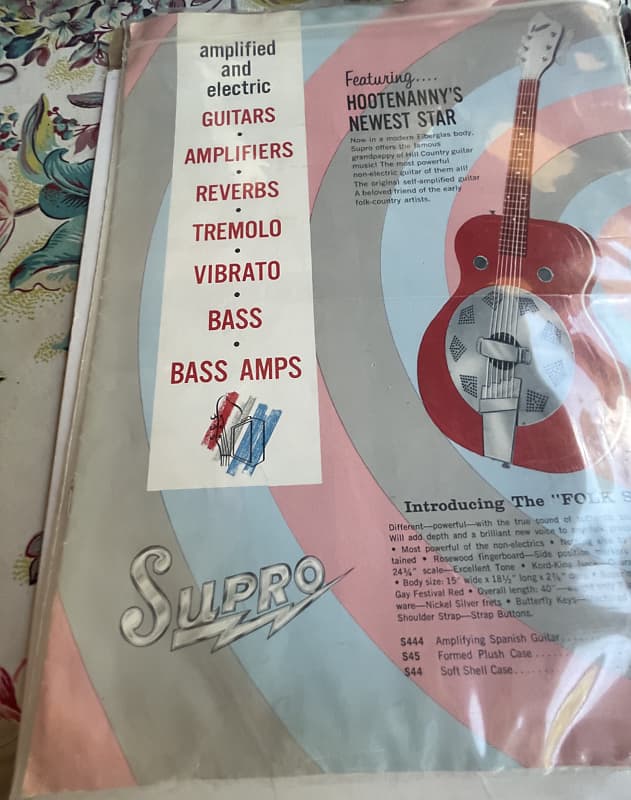 amplified
and
electric
GUITARS
•
AMPLIFIERS
•
REVERBS
•
TREMOLO
•
VIBRATO
•
BASS
•
BASS AMPS
Featuring....
HOOTENANNY'S
NEWEST STAR
Now in a modern Fiberglas body,
Supro offers the famous
grandpappy of Hill Country guitar
music! The most powerful
non-electric guitar of them all!
The original self-amplified guitar
A beloved friend of the early
folk-country artists.
Introducing The "FOLK S
Different—powerful—with the true sound of
Will add depth and a brilliant new voice to
• Most powerful of the non-electrics •
tained • Rosewood fingerboard—Side position
24¾" scale—Excellent Tone • Kord-King
• Body size: 15" wide x 18½" long x 2⅞"
Gay Festival Red • Overall length: 40"
ware—Nickel Silver frets • Butterfly Keys—
Shoulder Strap—Strap Buttons.
S444 Amplifying Spanish Guitar......
S45 Formed Plush Case......
S44 Soft Shell Case......
SUPRO